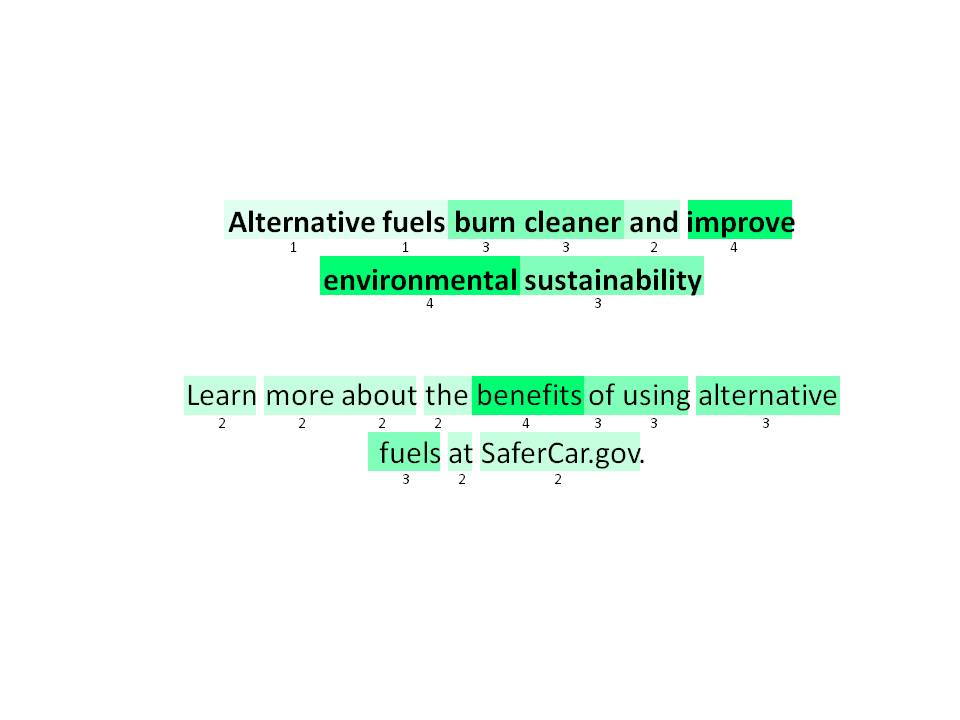 Alternative fuels burn cleaner and improve
1 1 3 3 2 4
environmental sustainability
4 3
Learn more about the benefits of using alternative
2 2 2 2 4 3 3 3
fuels at SaferCar.gov.
3 2 2